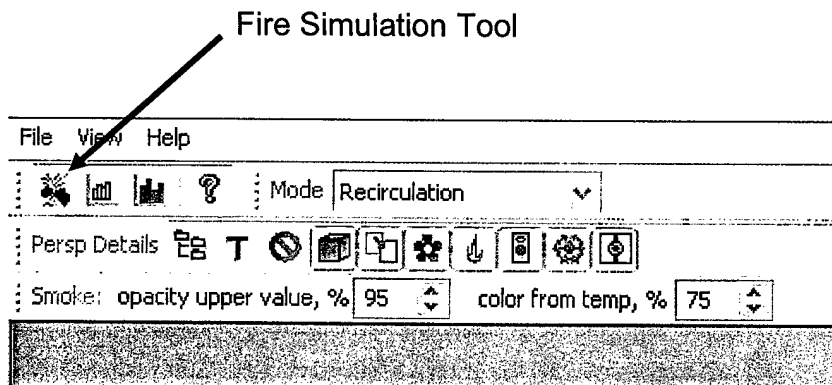 Fire Simulation Tool
File View Help
Mode Recirculation
Persp Details T
Smoke: opacity upper value, % 95 color from temp, % 75